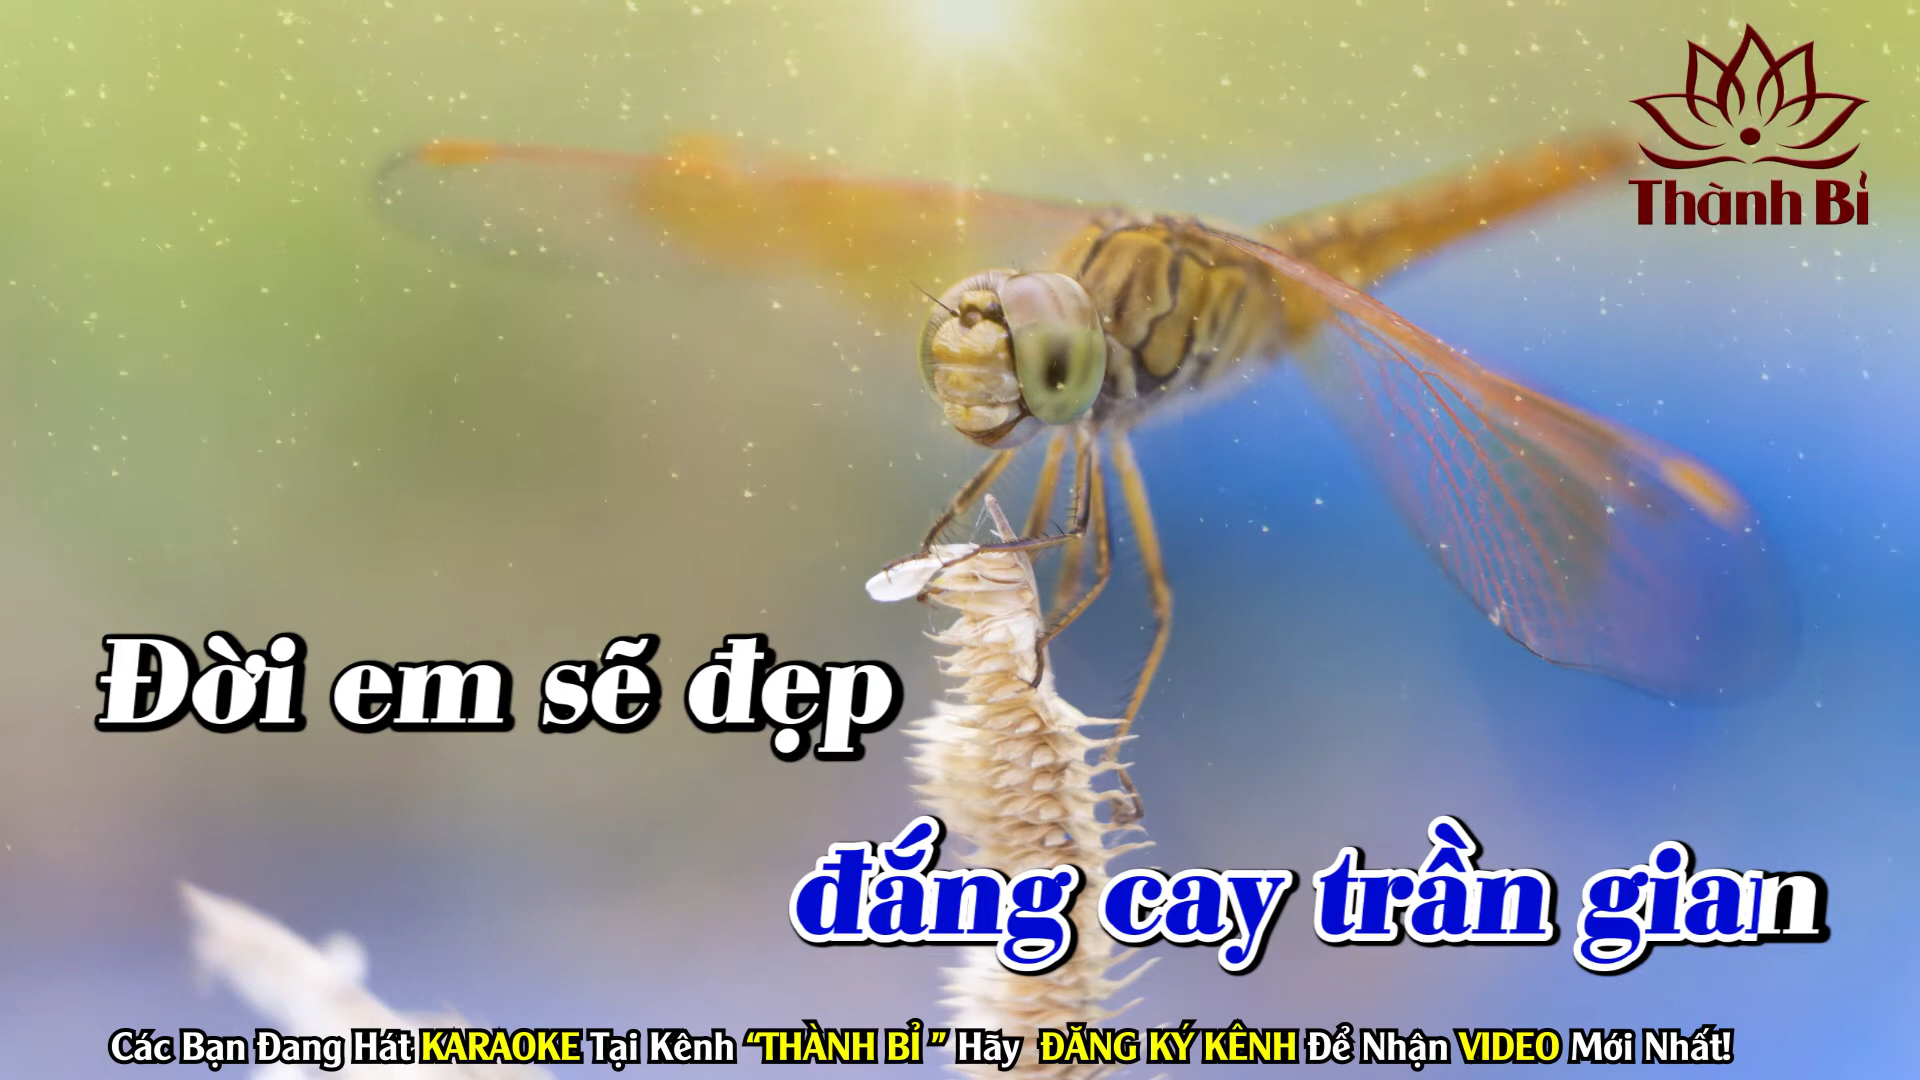 Thành Bỉ
Đời em sẽ đẹp
đắng cay trần gian
Các Bạn Đang Hát KARAOKE Tại Kênh “THÀNH BỈ ” Hãy ĐĂNG KÝ KÊNH Để Nhận VIDEO Mới Nhất!